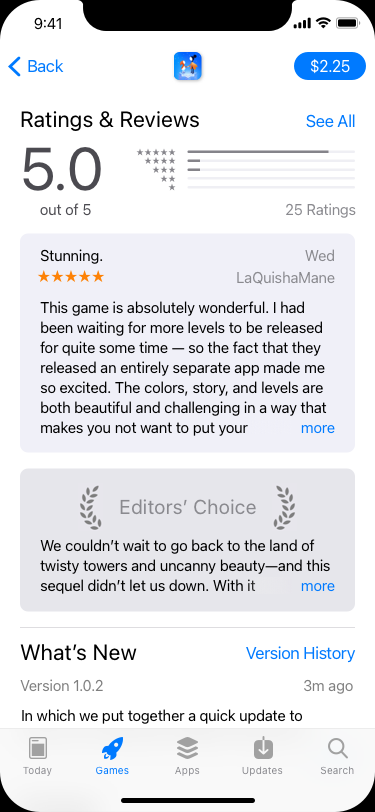 9:41
Back
$2.25
Ratings & Reviews
See All
5.0
out of 5
25 Ratings
Stunning.
Wed
LaQuishaMane
This game is absolutely wonderful. I had
been waiting for more levels to be released
for quite some time — so the fact that they
released an entirely separate app made me
so excited. The colors, story, and levels are
both beautiful and challenging in a way that
makes you not want to put your
more
Editors’ Choice
We couldn’t wait to go back to the land of
twisty towers and uncanny beauty—and this
sequel didn’t let us down. With it
more
What’s New
Version History
Version 1.0.2
3m ago
In which we put together a quick update to
Today
Games
Apps
Updates
Search